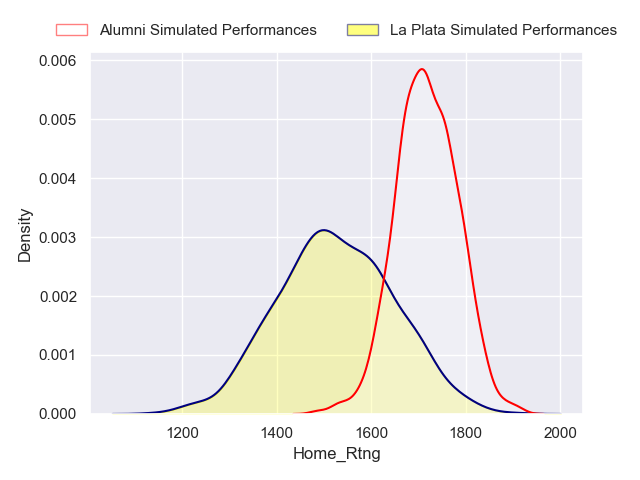 Alumni Simulated Performances La Plata Simulated Performances
0.006
0.005
0.004
0.003
0.002
0.001
0.000
Density
1200 1400 1600 1800 2000
Home_Rtng